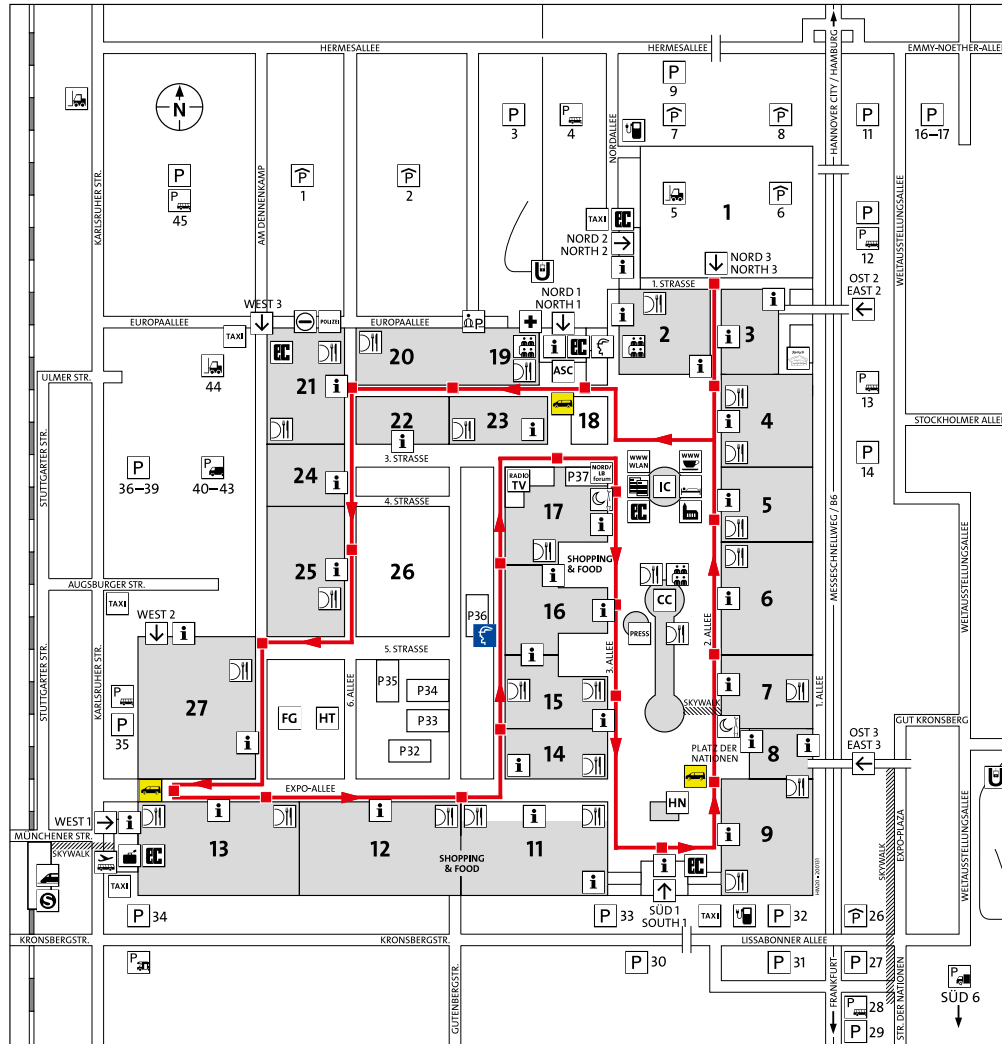 HERMESALLEE
HERMESALLEE
EMMY-NOETHER-ALLEE
HANNOVER CITY / HAMBURG
N
P
9
P
3
P
4
P
7
P
8
P
11
P
16–17
NORDALLEE
KARLSRUHER STR.
AM DENNENKAMP
WELTAUSSTELLUNGSALLEE
P
P
45
P
1
P
2
5
1
P
6
P
P
12
TAXI
EC
NORD 2
NORTH 2
i
NORD 3
NORTH 3
OST 2
EAST 2
1. STRASSE
NORD 1
NORTH 1
WEST 3
EUROPAALLEE
POLIZEI
EUROPAALLEE
P
TAXI
EC
i
EC
ASC
i
2
i
i
i
3
20
19
21
i
44
ULMER STR.
P
13
STOCKHOLMER ALLEE
22
23
18
i
i
4
i
3. STRASSE
STUTTGARTER STR.
P
36–39
P
40–43
24
i
4. STRASSE
RADIO
TV
P37
NORD/
LB
forum
WWW
WLAN
WWW
IC
EC
P
14
i
5
17
i
SHOPPING
& FOOD
25
i
26
i
16
i
P36
CC
PRESS
i
6
MESSESCHNELLWEG / B6
AUGSBURGER STR.
TAXI
WEST 2
i
5. STRASSE
i
3. ALLEE
2. ALLEE
WELTAUSSTELLUNGSALLEE
27
i
P35
P34
P33
P32
FG
HT
6. ALLEE
15
i
14
i
SKYWALK
i
7
1. ALLEE
GUT KRONSBERG
STUTTGARTER STR.
KARLSRUHER STR.
P
P
35
PLATZ DER
NATIONEN
i
8
i
OST 3
EAST 3
EXPO-ALLEE
HN
i
9
WEST 1
i
MÜNCHENER STR.
SKYWALK
EC
TAXI
S
i
13
i
12
SHOPPING
& FOOD
i
11
i
i
EC
SÜD 1
SOUTH 1
SKYWALK
EXPO-PLAZA
WELTAUSSTELLUNGSALLEE
P 34
P 33
TAXI
P 32
P 26
KRONSBERGSTR.
KRONSBERGSTR.
LISSABONNER ALLEE
P
P 30
P 31
P 27
P 28
P 29
GUTENBERGSTR.
FRANKFURT
STR. DER NATIONEN
P
SÜD 6